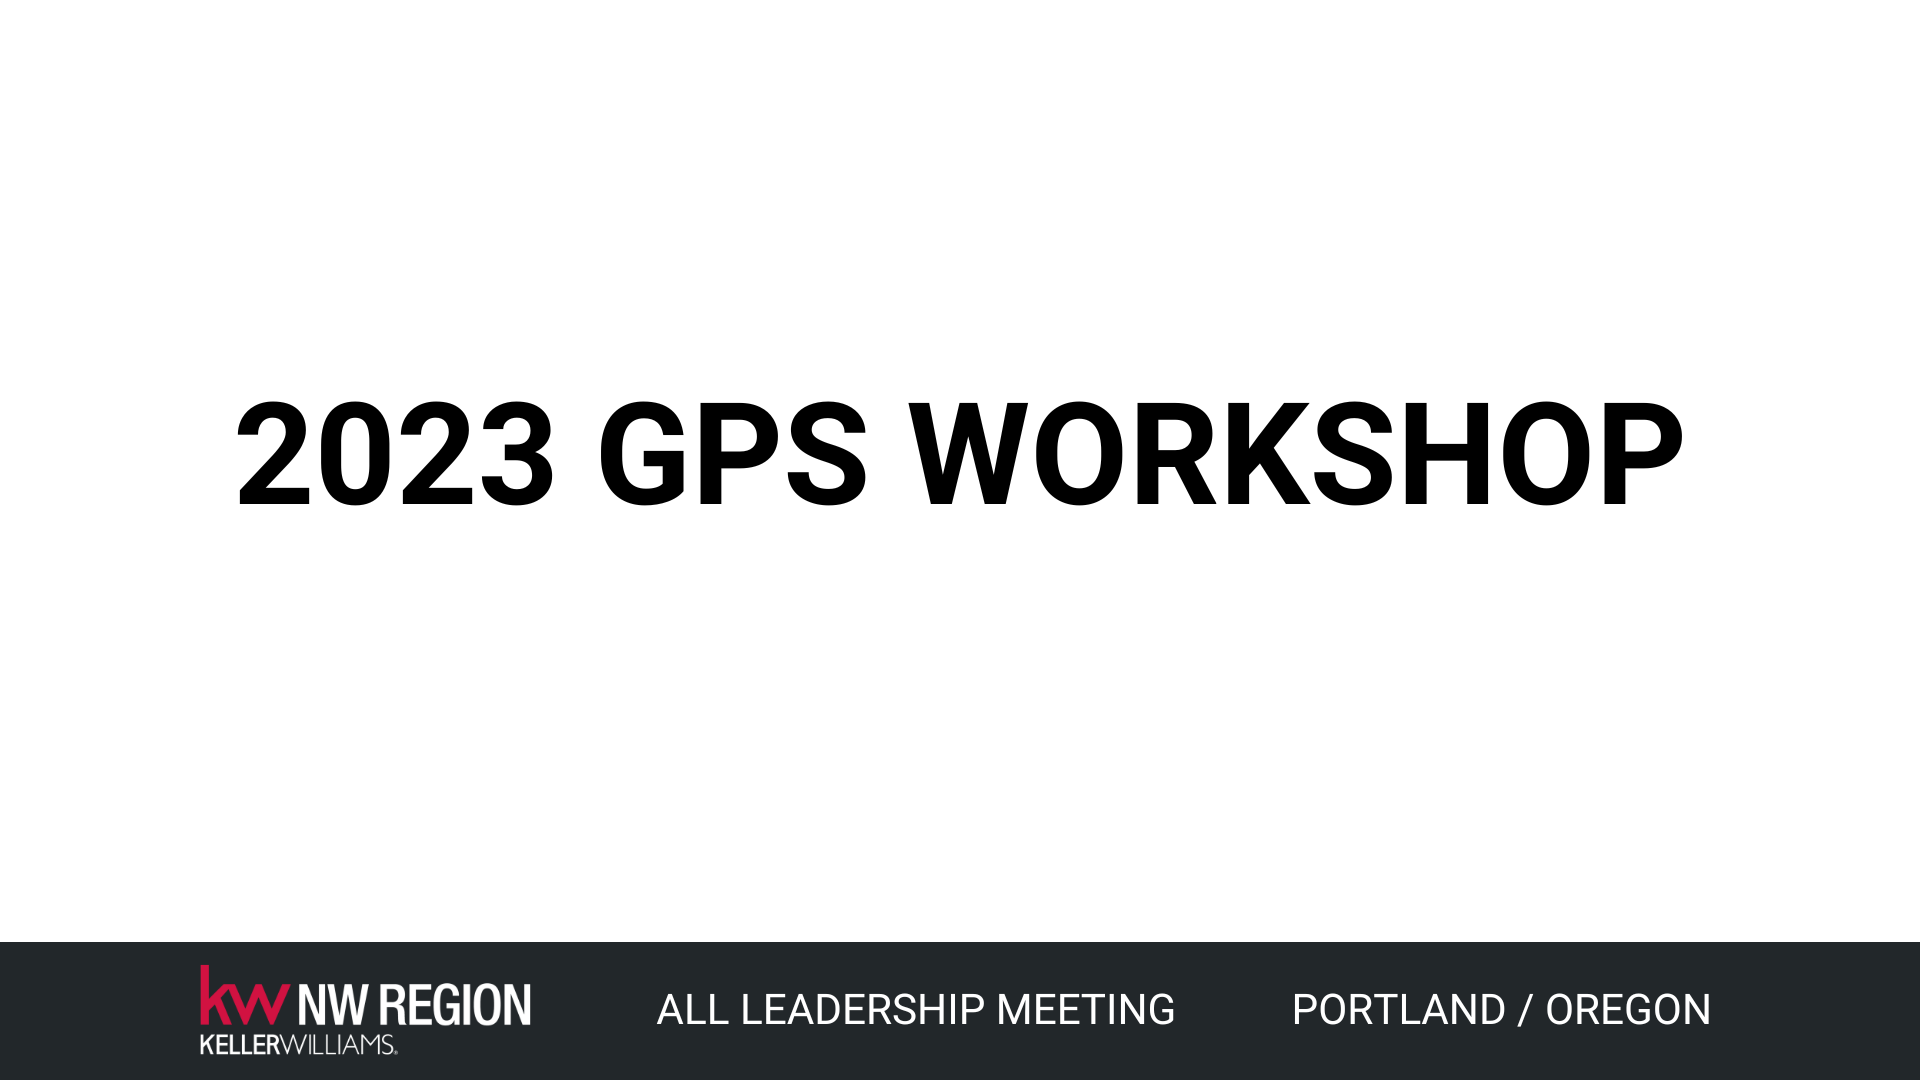 2023 GPS WORKSHOP
kw NW REGION
KELLERWILLIAMS®
ALL LEADERSHIP MEETING
PORTLAND / OREGON